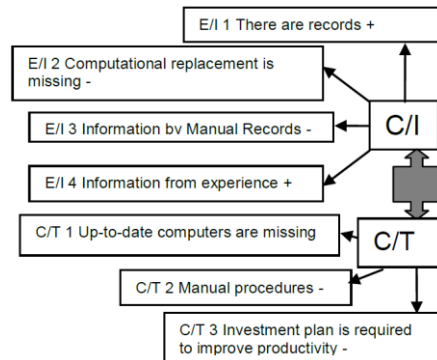 E/I 1 There are records +
E/I 2 Computational replacement is
missing -
E/I 3 Information by Manual Records -
C/I
E/I 4 Information from experience +
C/T 1 Up-to-date computers are missing
C/T
C/T 2 Manual procedures -
C/T 3 Investment plan is required
to improve productivity -